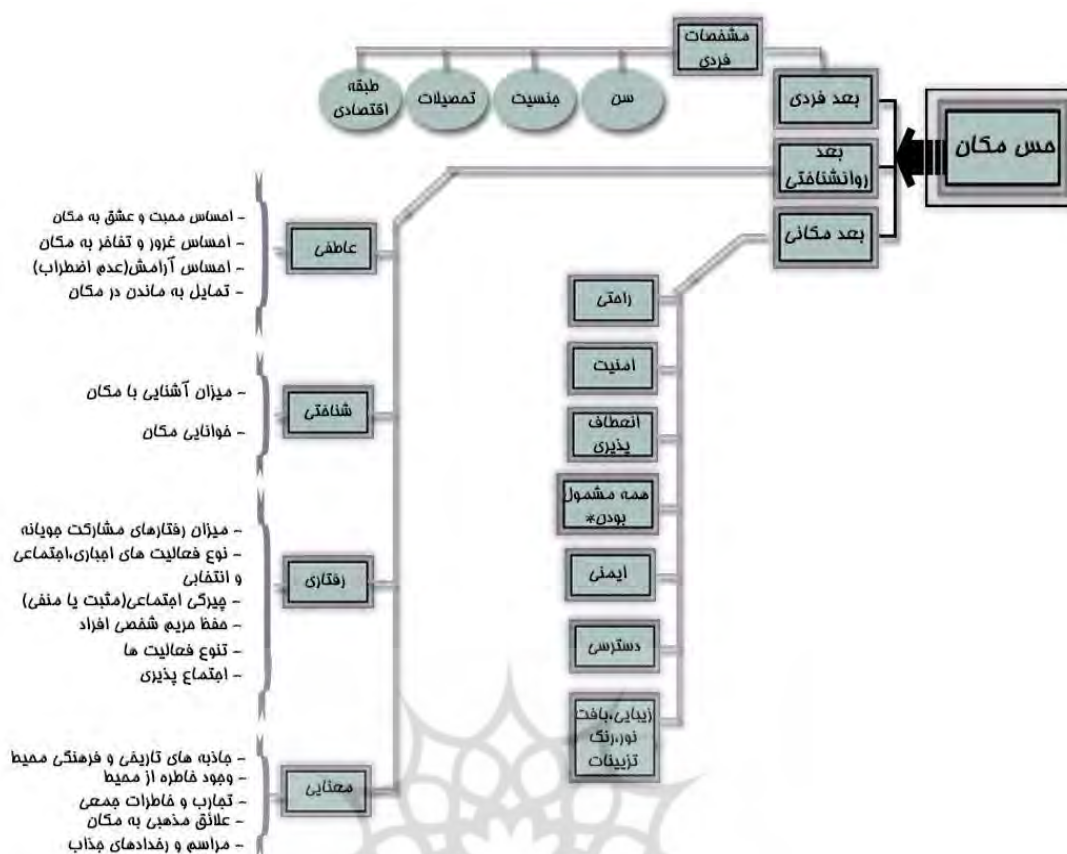 حس مکان
بعد فردی
مشخصات
فردی
سن
جنسیت
تحصیلات
طبقه
اقتصادی
بعد
روانشناختی
عاطفی
- احساس محبت و عشق به مکان
- احساس غرور و تفاخر به مکان
- احساس آرامش(عدم اضطراب)
- تمایل به ماندن در مکان
شناختی
- میزان آشنایی با مکان
- خوانایی مکان
رفتاری
- میزان رفتارهای مشارکت جویانه
- نوع فعالیت های اجباری،اجتماعی
و انتخابی
- چیرگی اجتماعی(مثبت یا منفی)
- حفظ حریم شخصی افراد
- تنوع فعالیت ها
- اجتماع پذیری
معنایی
- جاذبه های تاریخی و فرهنگی محیط
- وجود خاطره از محیط
- تجارب و خاطرات جمعی
- علائق مذهبی به مکان
- مراسم و رخدادهای جذاب
بعد مکانی
راحتی
امنیت
انعطاف
پذیری
همه مشمول
بودن*
ایمنی
دسترسی
زیبایی،بافت
نور،رنگ
تزیینات